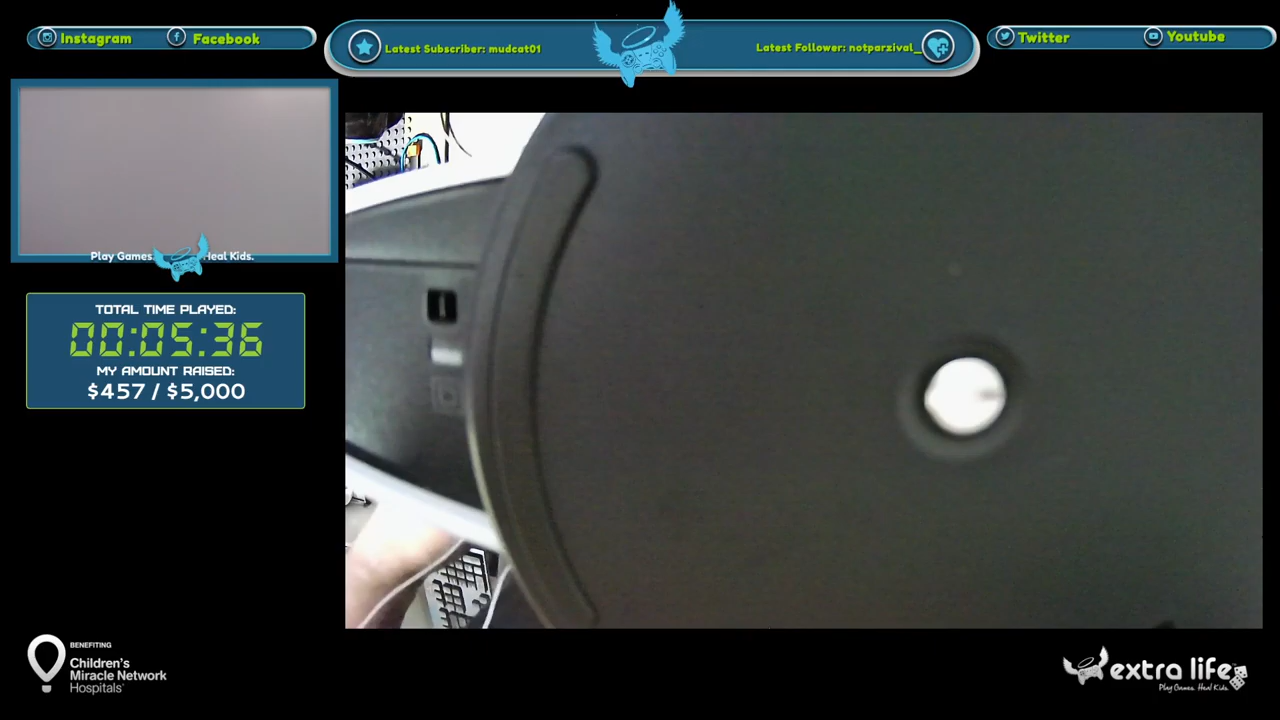 Instagram
Facebook
Latest Subscriber: mudcat01
Latest Follower: notparzival_
Twitter
Youtube
Play Games. Heal Kids.
TOTAL TIME PLAYED:
00:05:36
MY AMOUNT RAISED:
$457 / $5,000
BENEFITING
Children's
Miracle Network
Hospitals'
extra life
Play Games. Heal Kids.